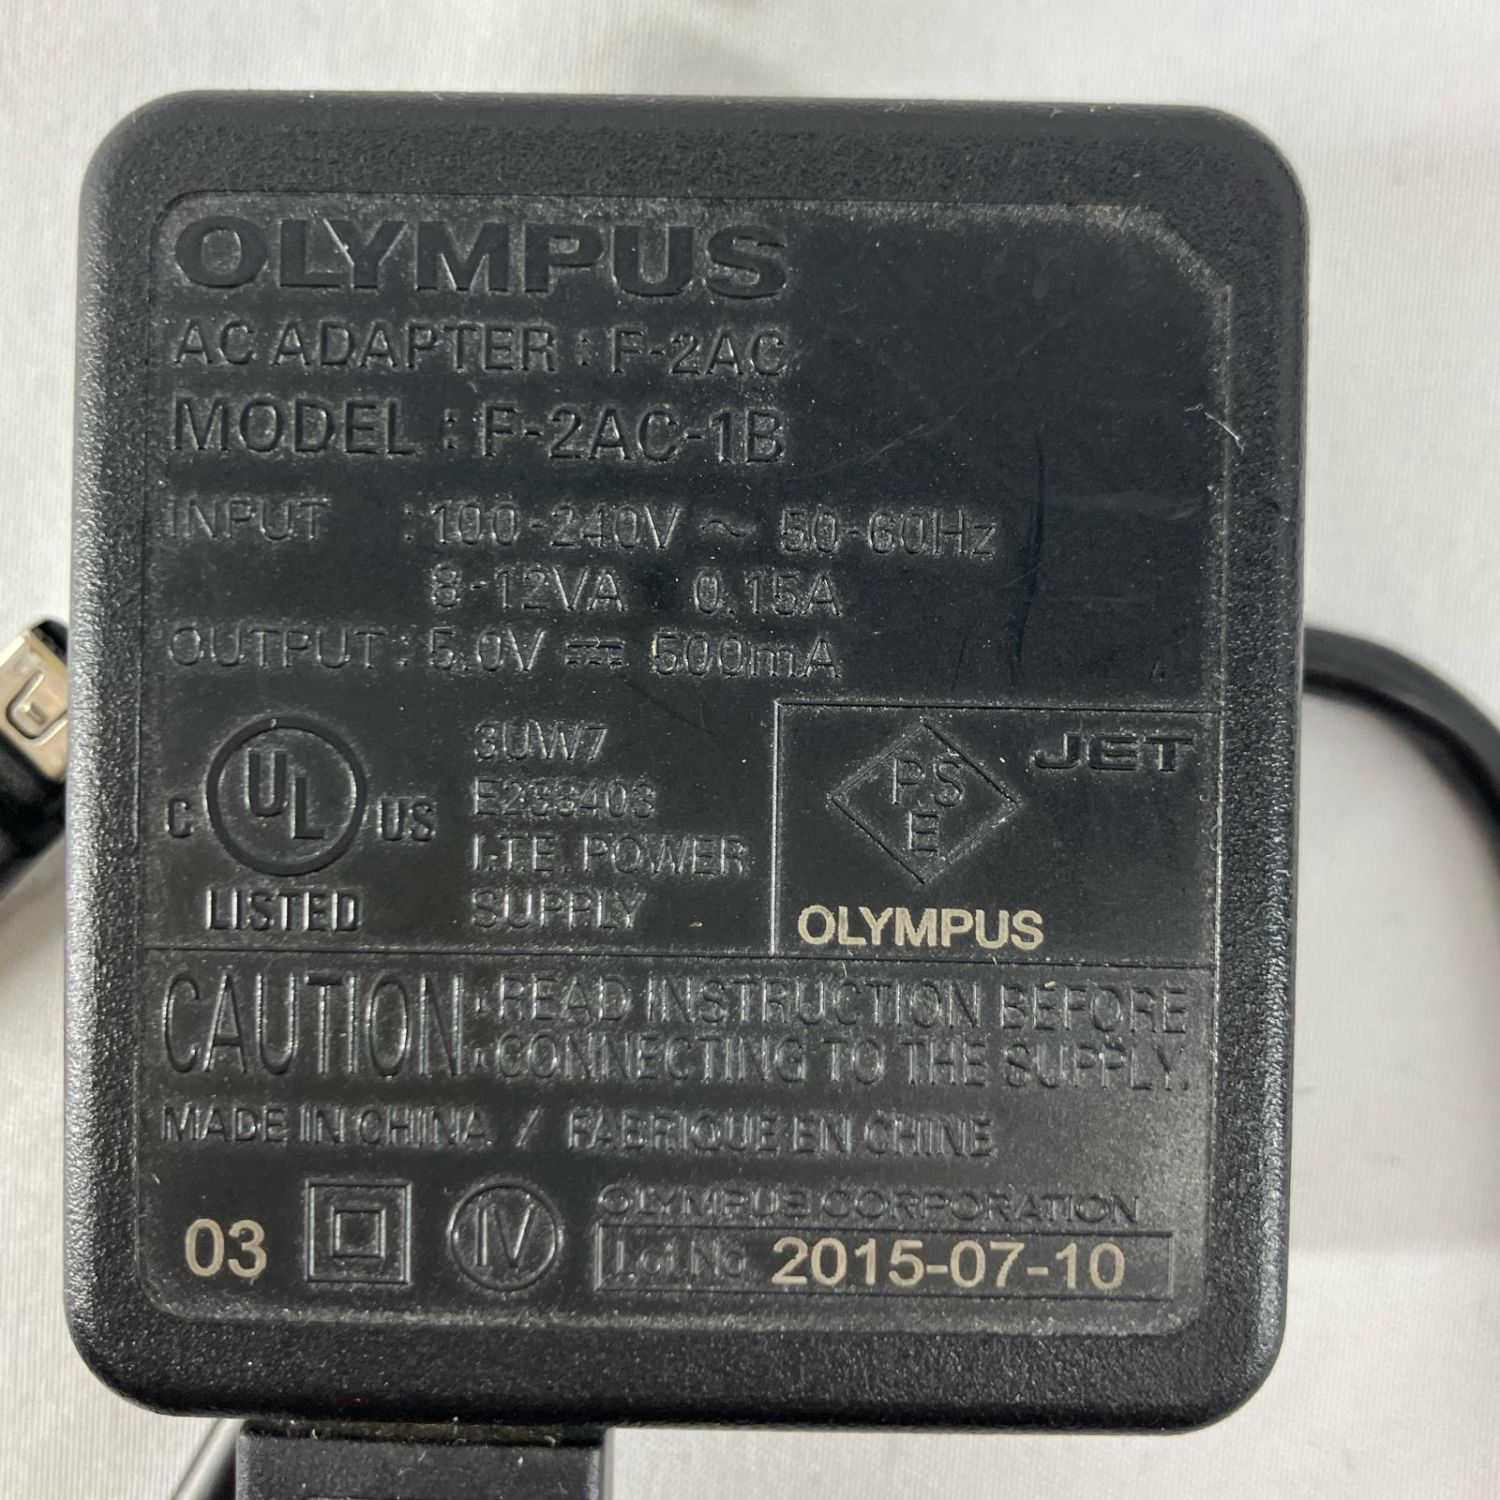 OLYMPUS
AC ADAPTER : F-2AC
MODEL : F-2AC-1B
INPUT : 100-240V ~ 50-60Hz
8-12VA 0.15A
OUTPUT : 5.0V ⎓ 500mA
C UL US
LISTED
3UW7
E233403
I.T.E. POWER
SUPPLY
PS
E
JET
OLYMPUS
CAUTION: READ INSTRUCTION BEFORE
CONNECTING TO THE SUPPLY.
MADE IN CHINA / FABRIQUE EN CHINE
03
IV
OLYMPUS CORPORATION
Lot No 2015-07-10